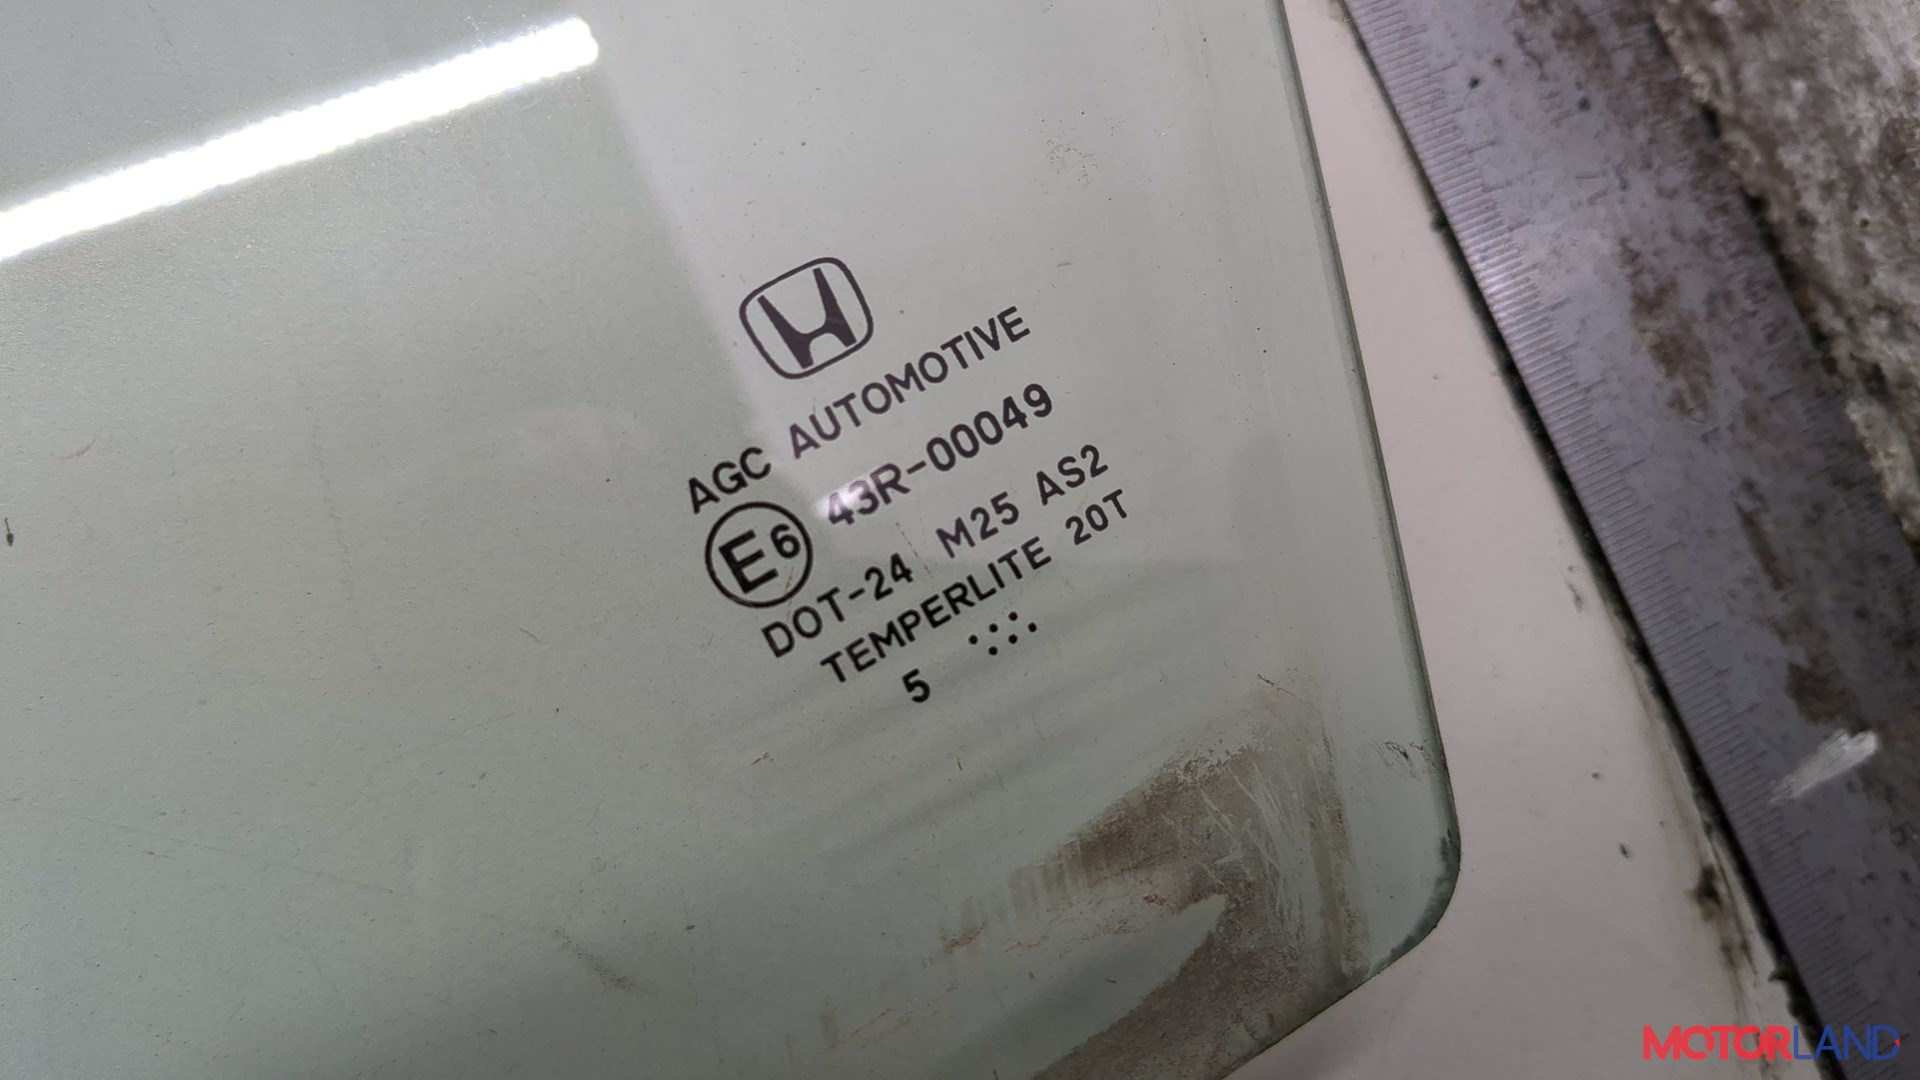 AGC AUTOMOTIVE
E6 43R-00049
DOT-24 M25 AS2
TEMPERLITE 20T
5
MOTORLAND